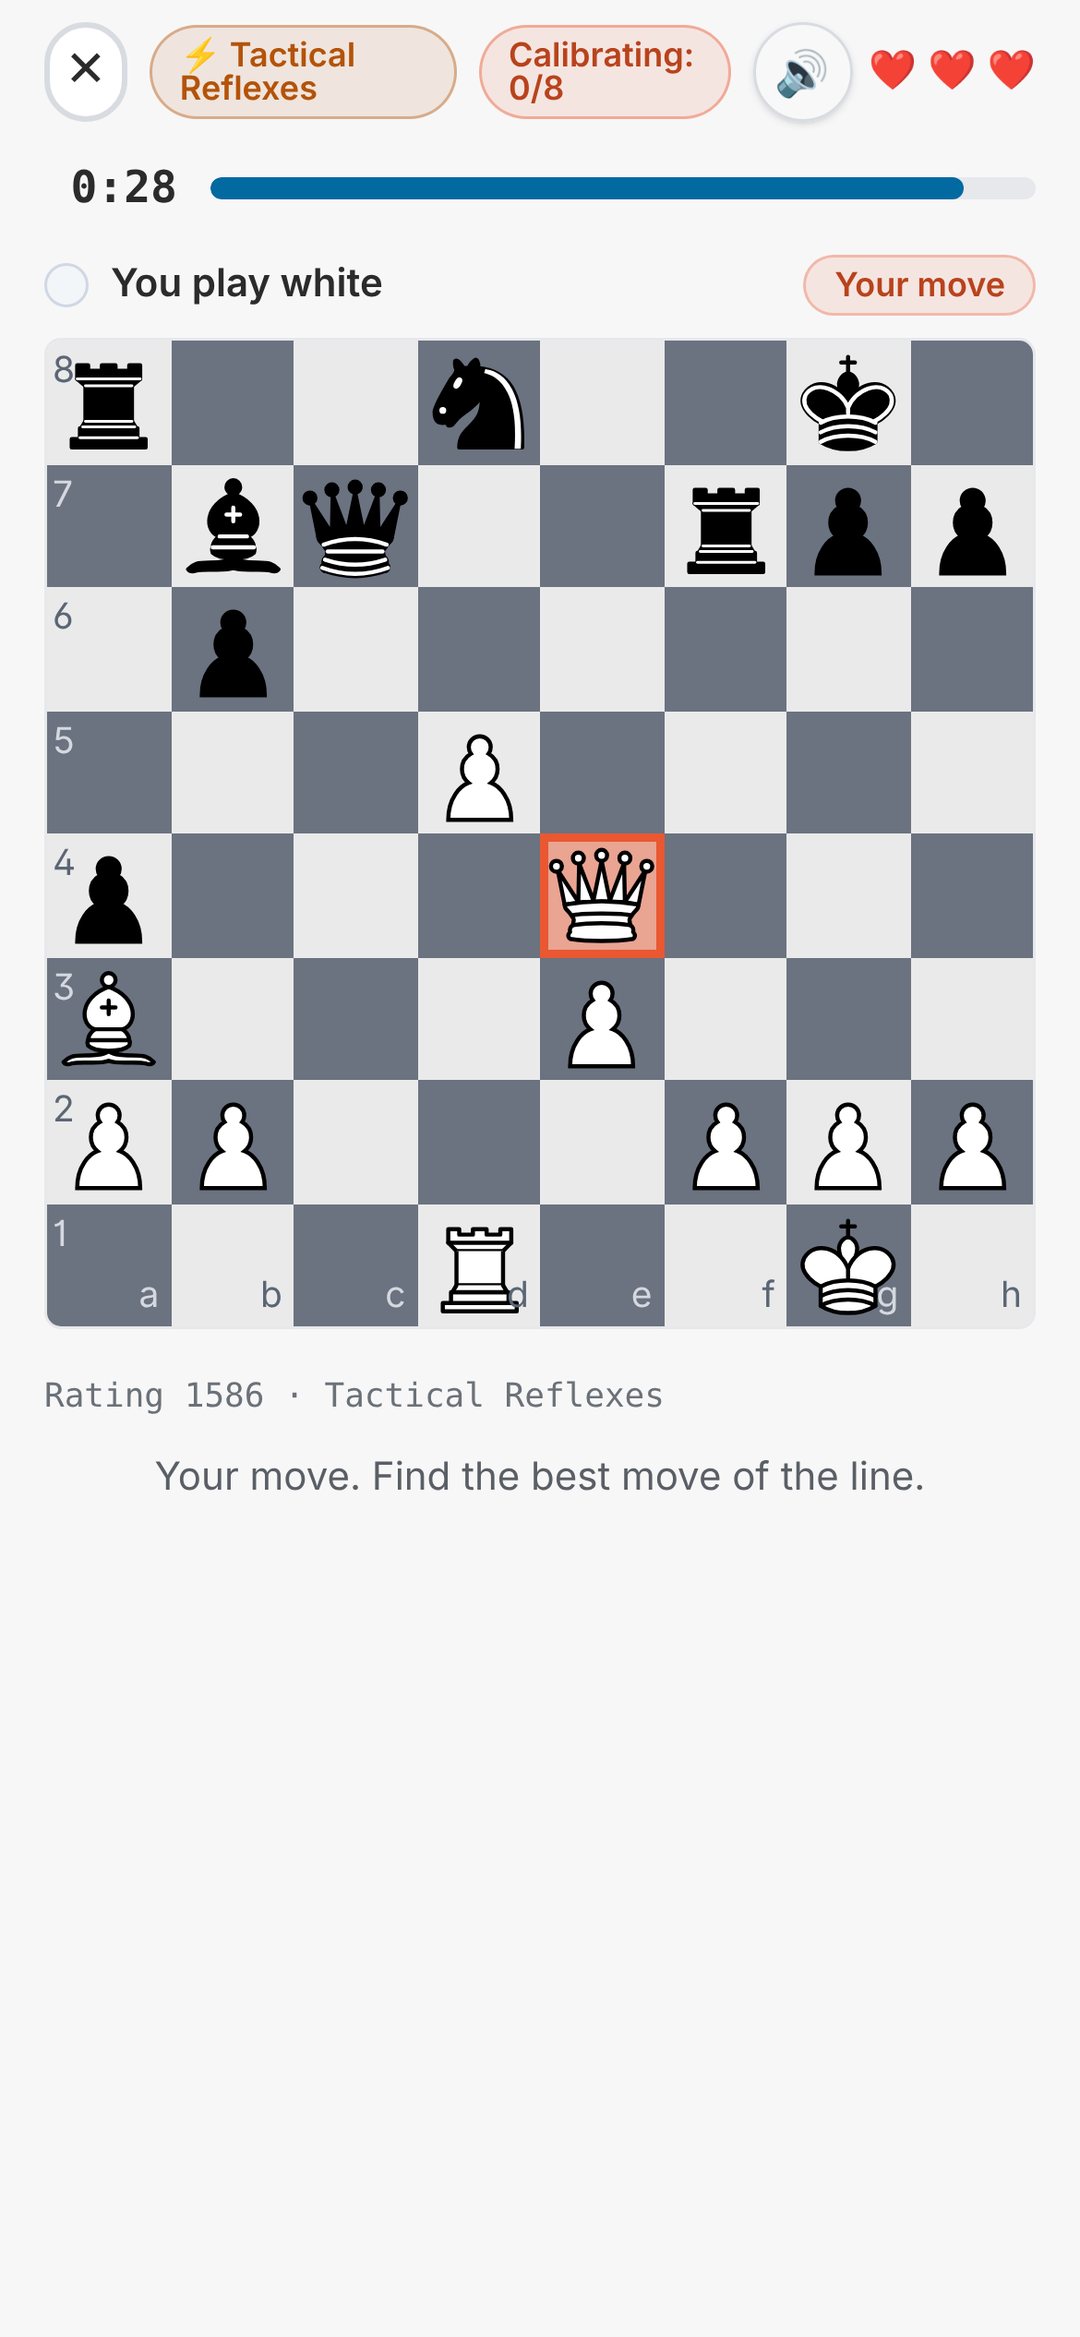 ✕
⚡ Tactical Reflexes
Calibrating: 0/8
🔊 ❤️ ❤️ ❤️
0:28
You play white
Your move
8
7
6
5
4
3
2
1
a b c d e f g h
Rating 1586 · Tactical Reflexes
Your move. Find the best move of the line.